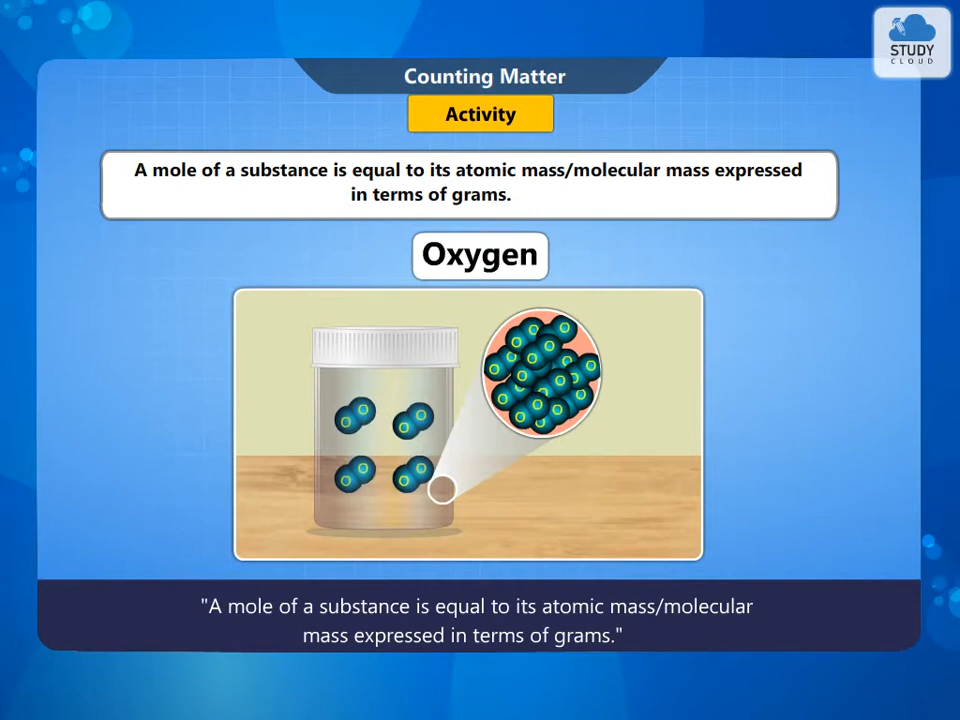 STUDY
CLOUD
Counting Matter
Activity
A mole of a substance is equal to its atomic mass/molecular mass expressed
in terms of grams.
Oxygen
O O
O O
O O
O O
"A mole of a substance is equal to its atomic mass/molecular
mass expressed in terms of grams."